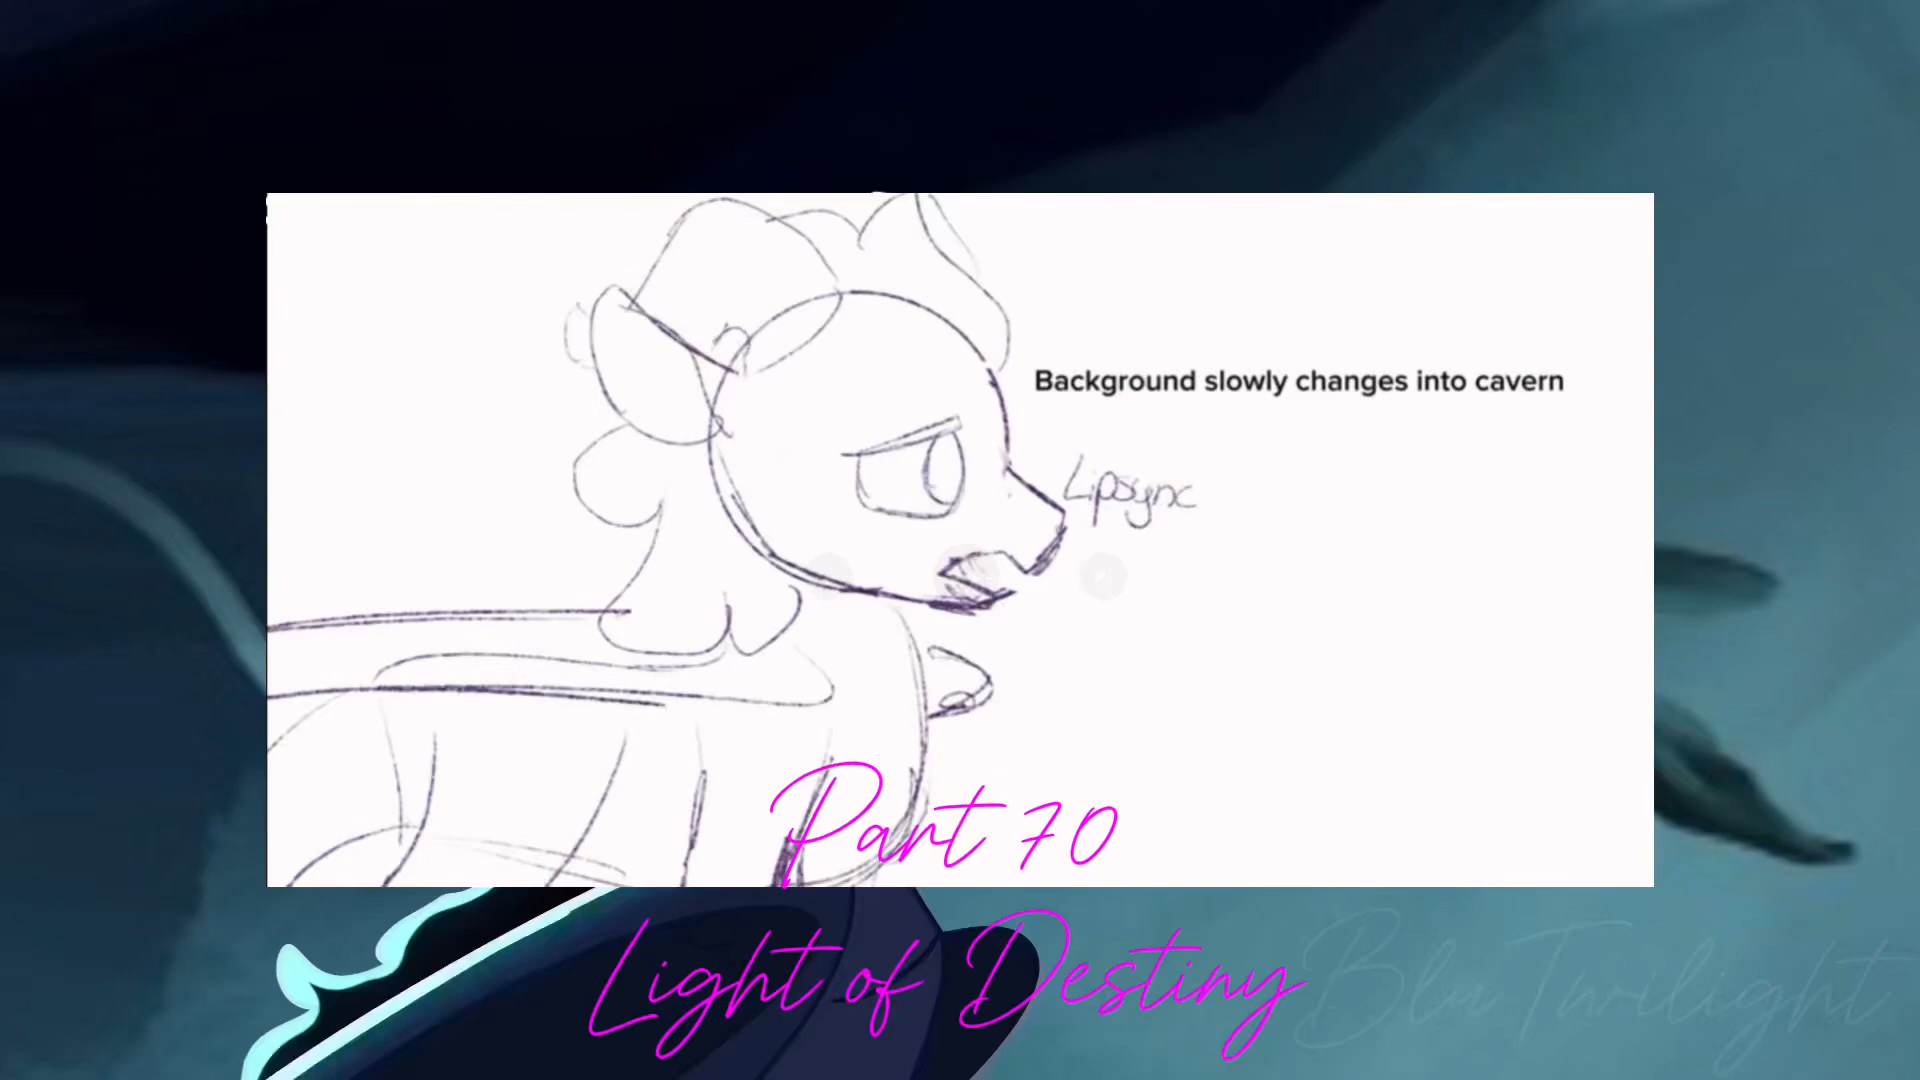 Background slowly changes into cavern
Lipsync
Part 70
Light of Destiny
Blu Twilight